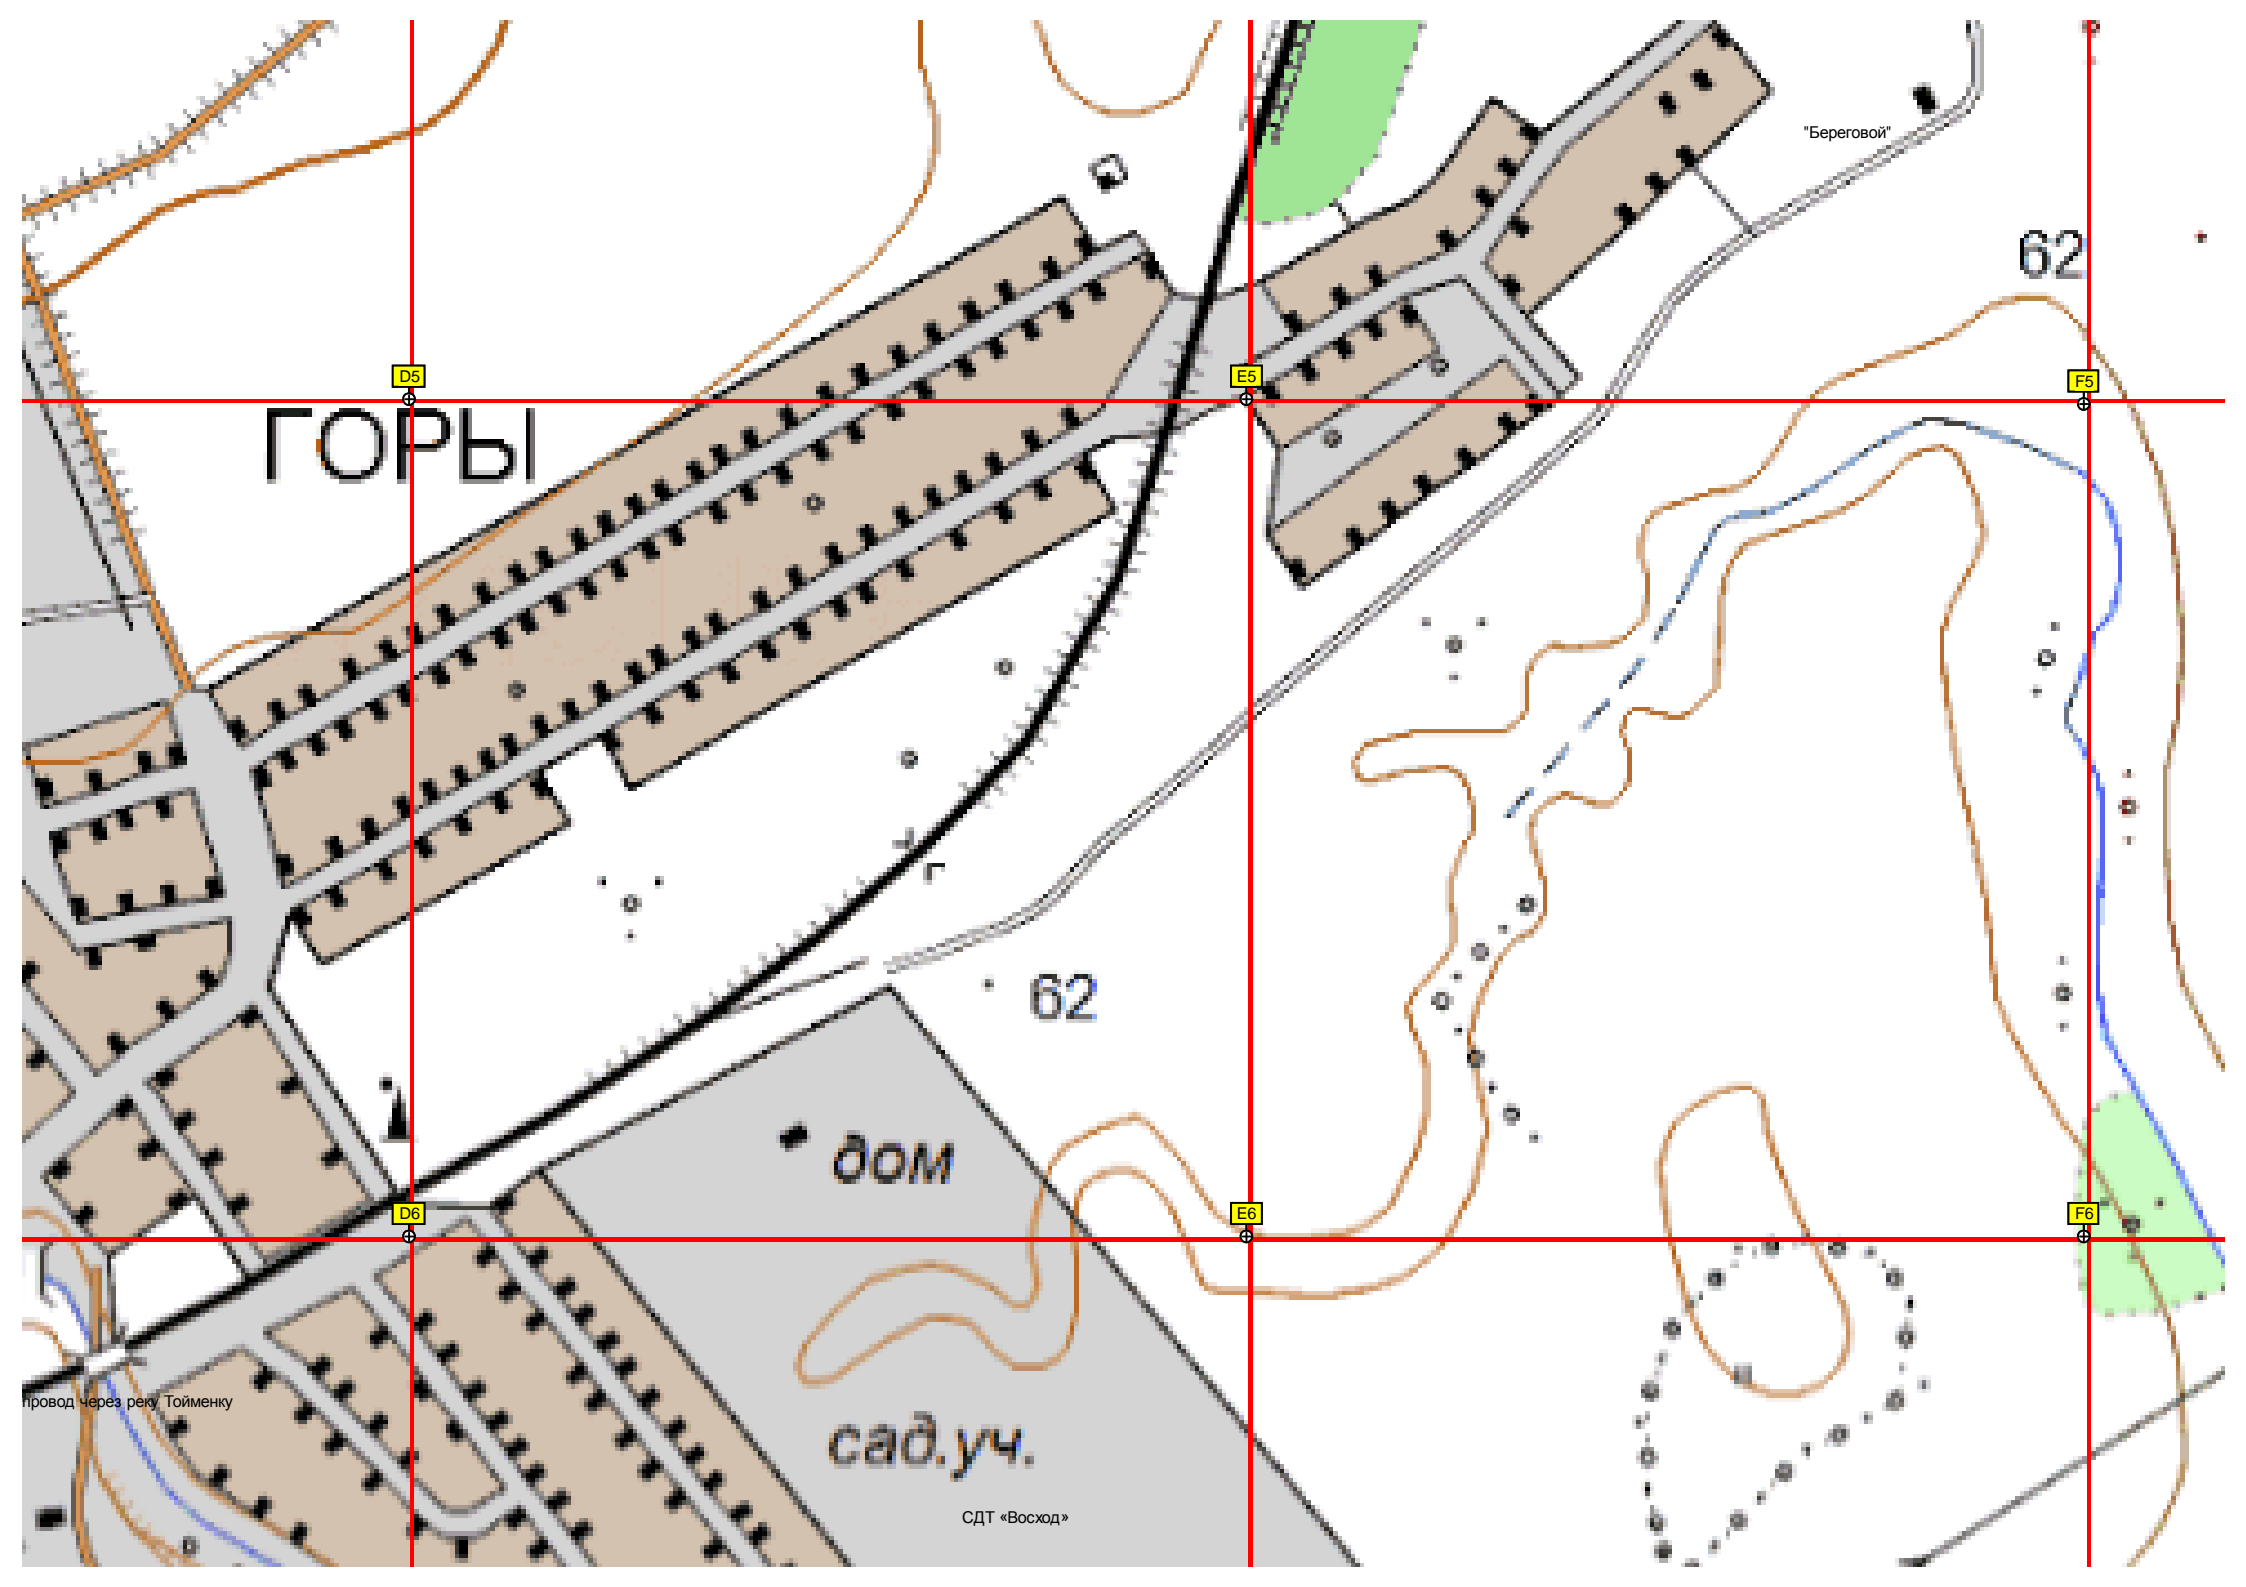 "Береговой"
62
D5
E5
F5
ГОРЫ
62
дом
D6
E6
F6
провод через реку Тойменку
сад.уч.
СДТ «Восход»